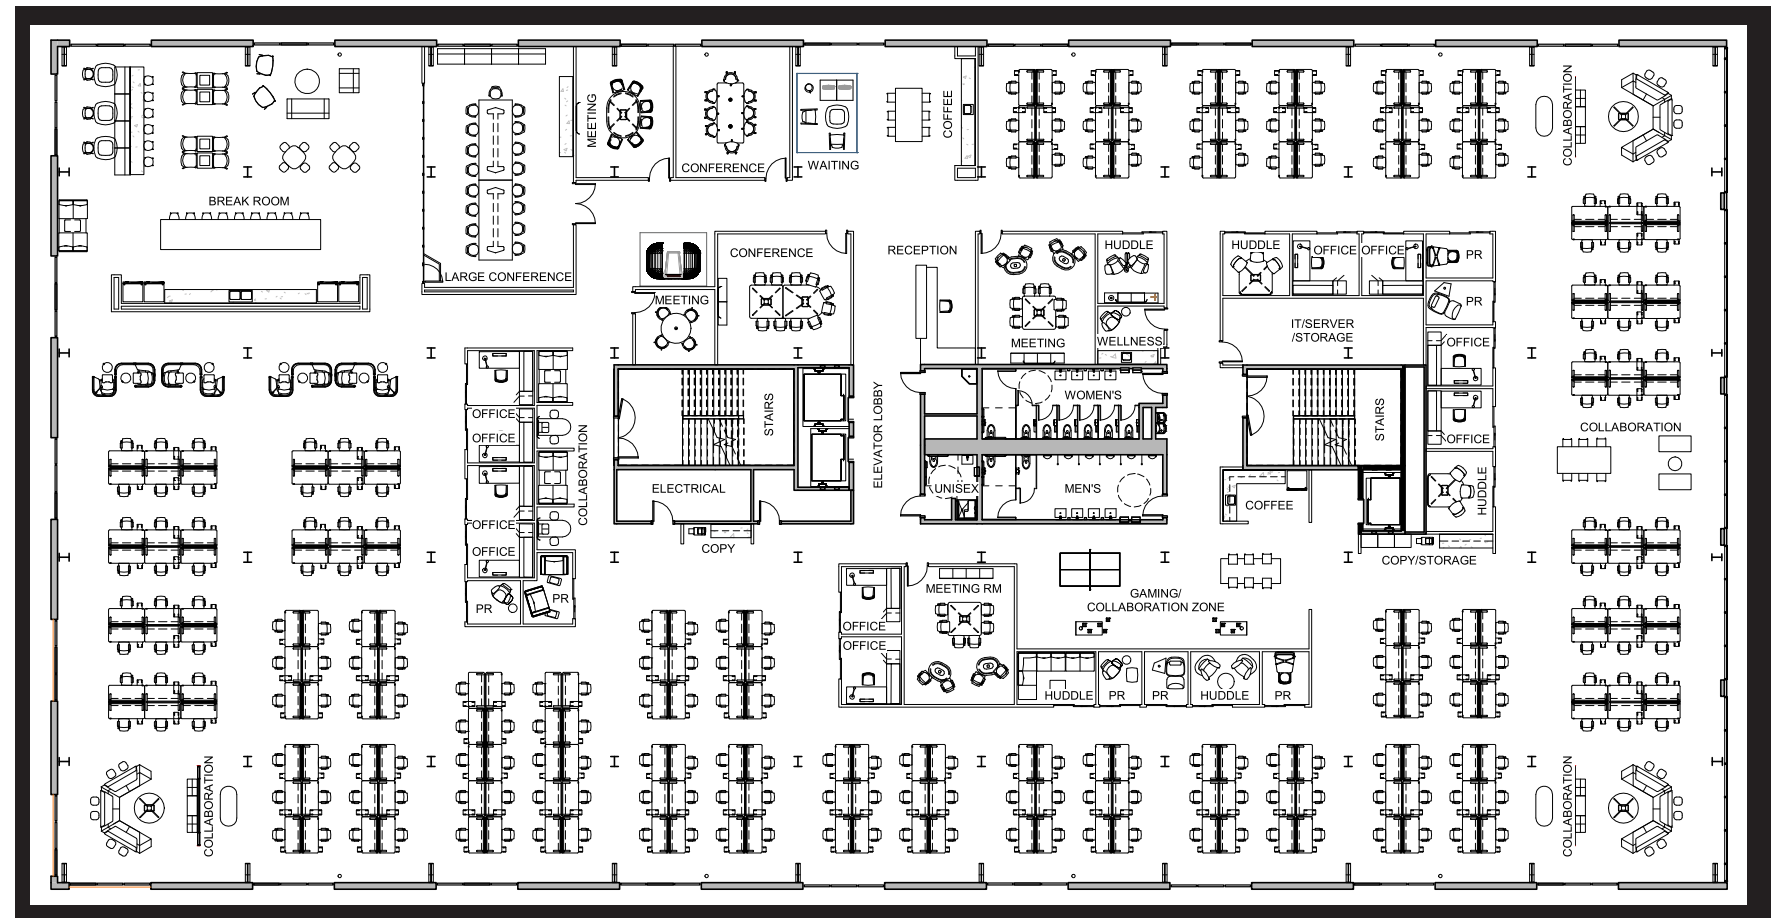 COLLABORATION
MEETING
COFFEE
CONFERENCE
WAITING
BREAK ROOM
LARGE CONFERENCE
CONFERENCE
RECEPTION
HUDDLE
HUDDLE
OFFICE
OFFICE
PR
MEETING
PR
IT/SERVER
/STORAGE
MEETING
WELLNESS
OFFICE
WOMEN'S
OFFICE
OFFICE
STAIRS
ELEVATOR LOBBY
STAIRS
COLLABORATION
OFFICE
COLLABORATION
ELECTRICAL
UNISEX
MEN'S
COFFEE
HUDDLE
OFFICE
OFFICE
COPY
COPY/STORAGE
MEETING RM
GAMING/
COLLABORATION ZONE
PR
PR
OFFICE
OFFICE
HUDDLE
PR
PR
HUDDLE
PR
COLLABORATION
COLLABORATION